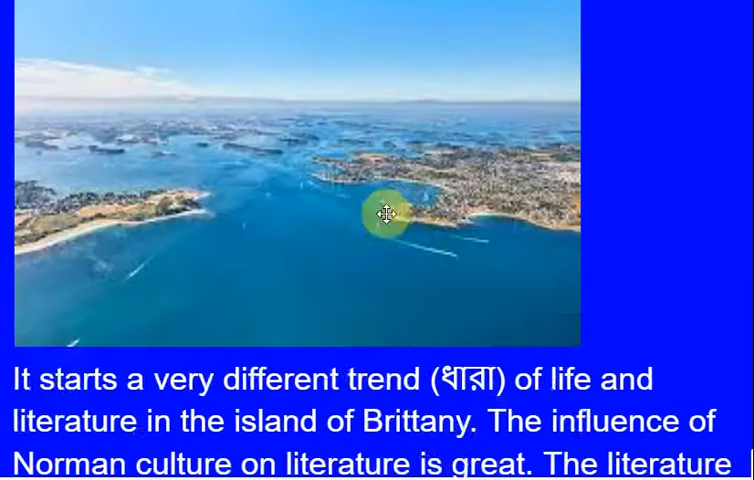 It starts a very different trend (ধারা) of life and
literature in the island of Brittany. The influence of
Norman culture on literature is great. The literature